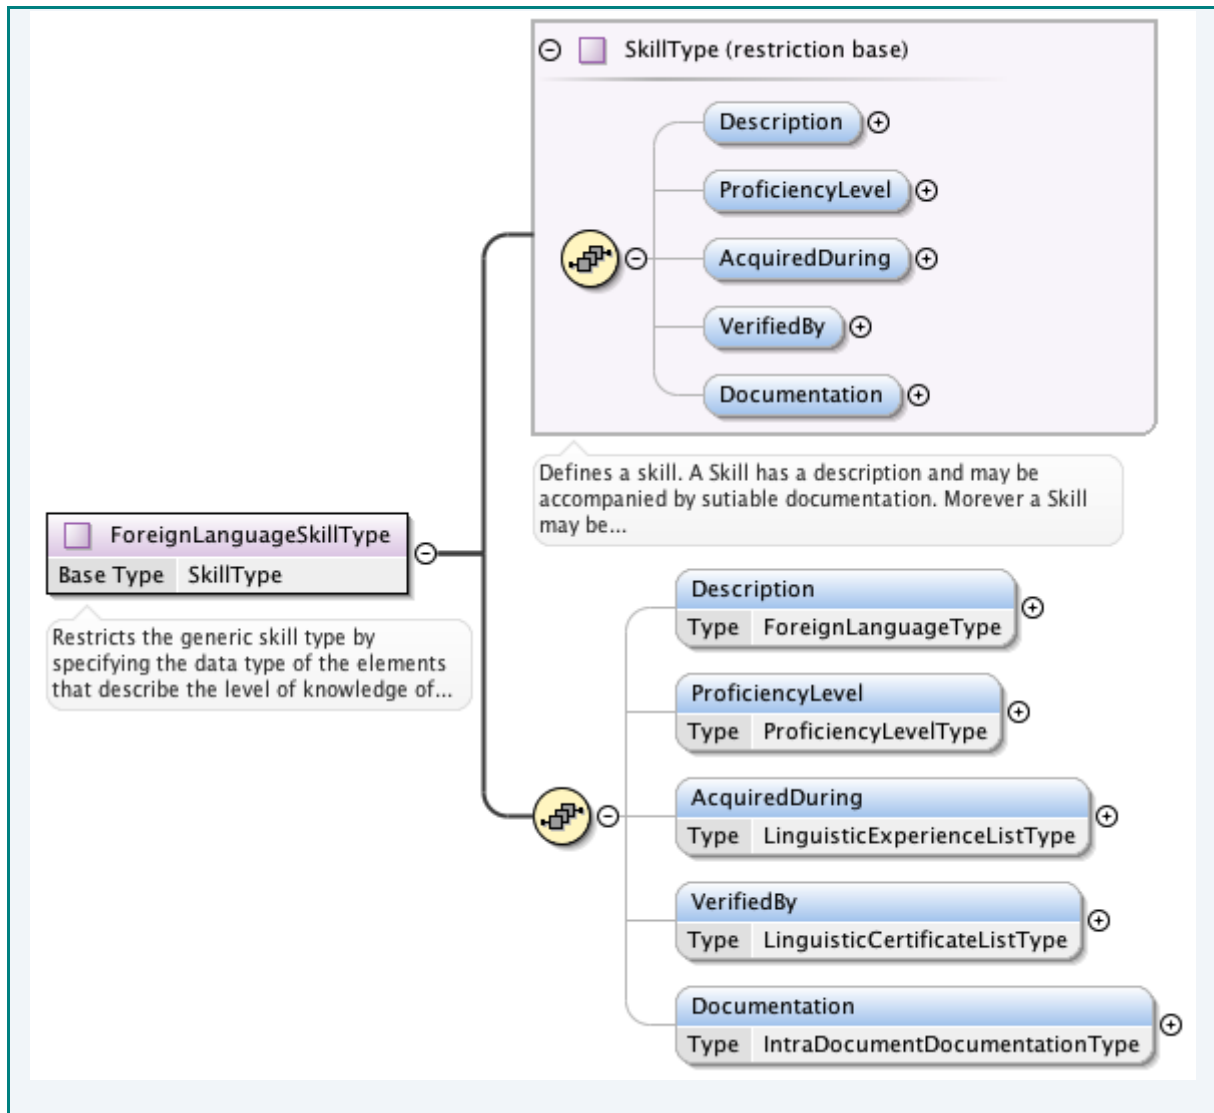 SkillType (restriction base)
Description
ProficiencyLevel
AcquiredDuring
VerifiedBy
Documentation
Defines a skill. A Skill has a description and may be
accompanied by sutiable documentation. Morever a Skill
may be...
ForeignLanguageSkillType
Base Type SkillType
Restricts the generic skill type by
specifying the data type of the elements
that describe the level of knowledge of...
Description
Type ForeignLanguageType
ProficiencyLevel
Type ProficiencyLevelType
AcquiredDuring
Type LinguisticExperienceListType
VerifiedBy
Type LinguisticCertificateListType
Documentation
Type IntraDocumentDocumentationType